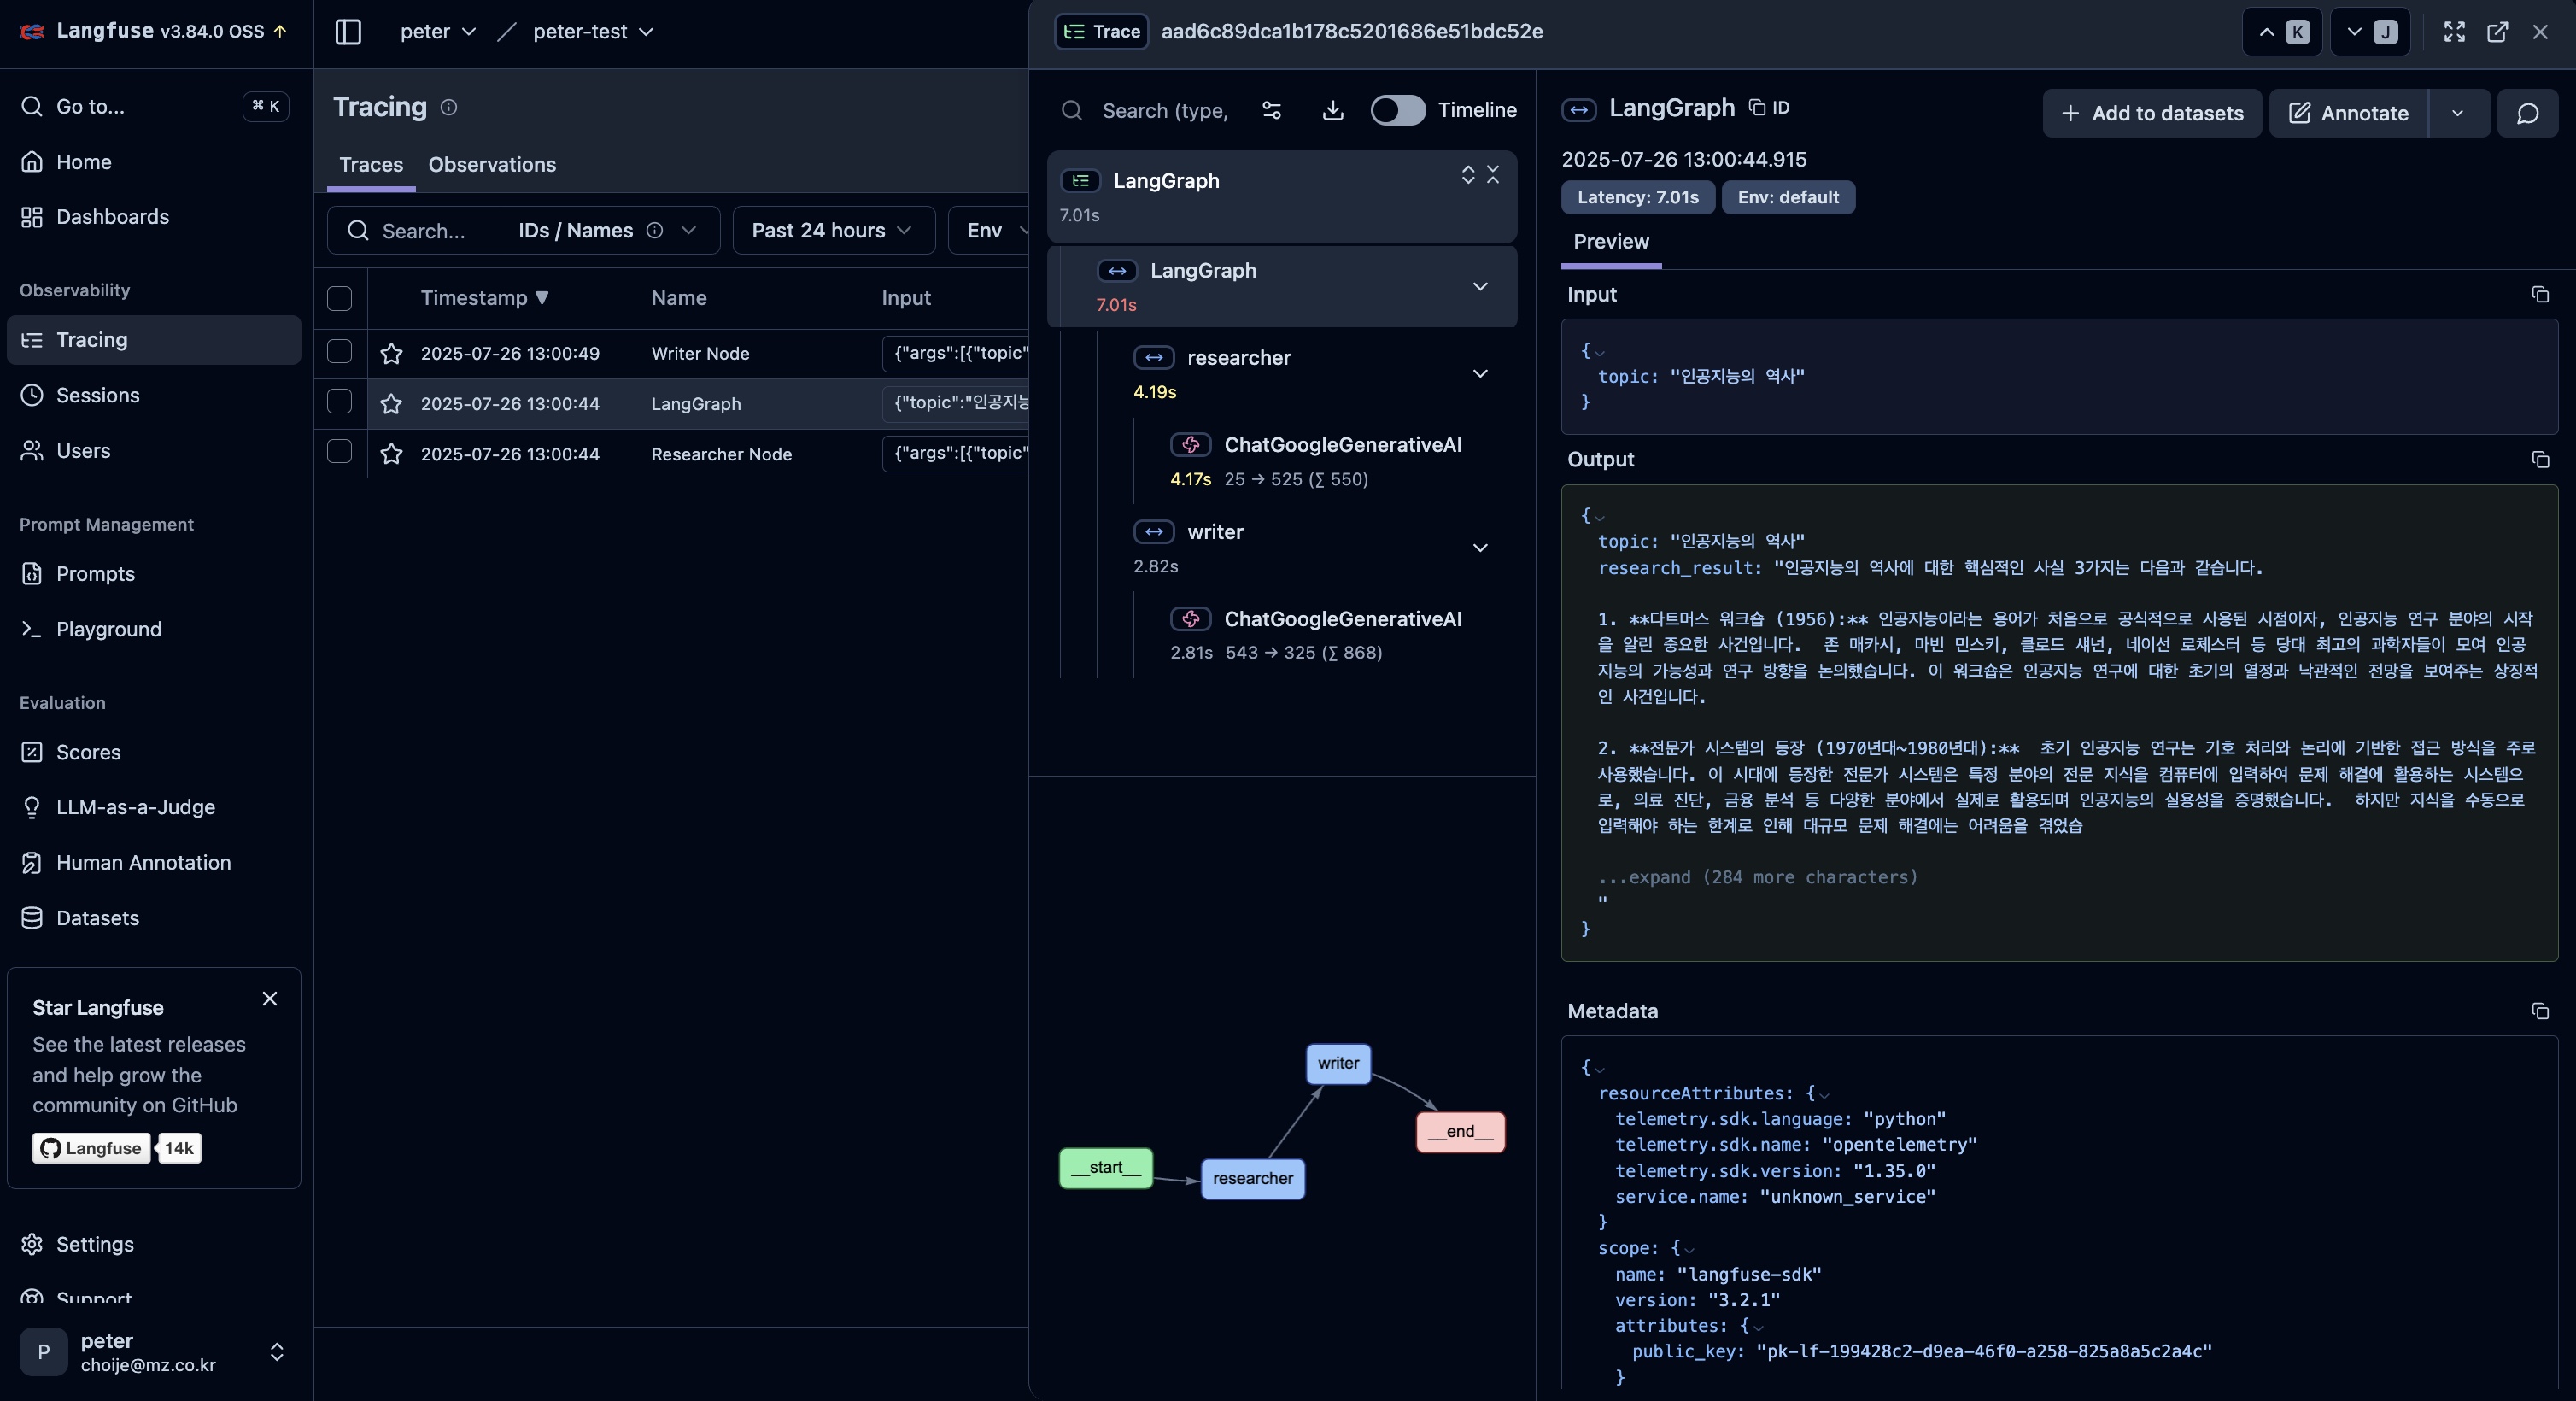 Langfuse v3.84.0 OSS
Go to...
⌘ K
Home
Dashboards
Observability
Tracing
Sessions
Users
Prompt Management
Prompts
Playground
Evaluation
Scores
LLM-as-a-Judge
Human Annotation
Datasets
Star Langfuse
See the latest releases
and help grow the
community on GitHub
Langfuse 14k
Settings
Support
P
peter
choije@mz.co.kr
peter / peter-test
Tracing
Traces Observations
Search... IDs / Names Past 24 hours Env
Timestamp ▼ Name Input
2025-07-26 13:00:49 Writer Node {"args":[{"topic"
2025-07-26 13:00:44 LangGraph {"topic":"인공지능
2025-07-26 13:00:44 Researcher Node {"args":[{"topic"
Trace aad6c89dca1b178c5201686e51bdc52e
K J
Search (type, Timeline
LangGraph
7.01s
LangGraph
7.01s
researcher
4.19s
ChatGoogleGenerativeAI
4.17s 25 → 525 (∑ 550)
writer
2.82s
ChatGoogleGenerativeAI
2.81s 543 → 325 (∑ 868)
writer
__end__
__start__
researcher
LangGraph ID
Add to datasets Annotate
2025-07-26 13:00:44.915
Latency: 7.01s Env: default
Preview
Input
{
topic: "인공지능의 역사"
}
Output
{
topic: "인공지능의 역사"
research_result: "인공지능의 역사에 대한 핵심적인 사실 3가지는 다음과 같습니다.
1. **다트머스 워크숍 (1956):** 인공지능이라는 용어가 처음으로 공식적으로 사용된 시점이자, 인공지능 연구 분야의 시작
을 알린 중요한 사건입니다. 존 매카시, 마빈 민스키, 클로드 섀넌, 네이선 로체스터 등 당대 최고의 과학자들이 모여 인공
지능의 가능성과 연구 방향을 논의했습니다. 이 워크숍은 인공지능 연구에 대한 초기의 열정과 낙관적인 전망을 보여주는 상징적
인 사건입니다.
2. **전문가 시스템의 등장 (1970년대~1980년대):** 초기 인공지능 연구는 기호 처리와 논리에 기반한 접근 방식을 주로
사용했습니다. 이 시대에 등장한 전문가 시스템은 특정 분야의 전문 지식을 컴퓨터에 입력하여 문제 해결에 활용하는 시스템으
로, 의료 진단, 금융 분석 등 다양한 분야에서 실제로 활용되며 인공지능의 실용성을 증명했습니다. 하지만 지식을 수동으로
입력해야 하는 한계로 인해 대규모 문제 해결에는 어려움을 겪었습
...expand (284 more characters)
"
}
Metadata
{
resourceAttributes: {
telemetry.sdk.language: "python"
telemetry.sdk.name: "opentelemetry"
telemetry.sdk.version: "1.35.0"
service.name: "unknown_service"
}
scope: {
name: "langfuse-sdk"
version: "3.2.1"
attributes: {
public_key: "pk-lf-199428c2-d9ea-46f0-a258-825a8a5c2a4c"
}